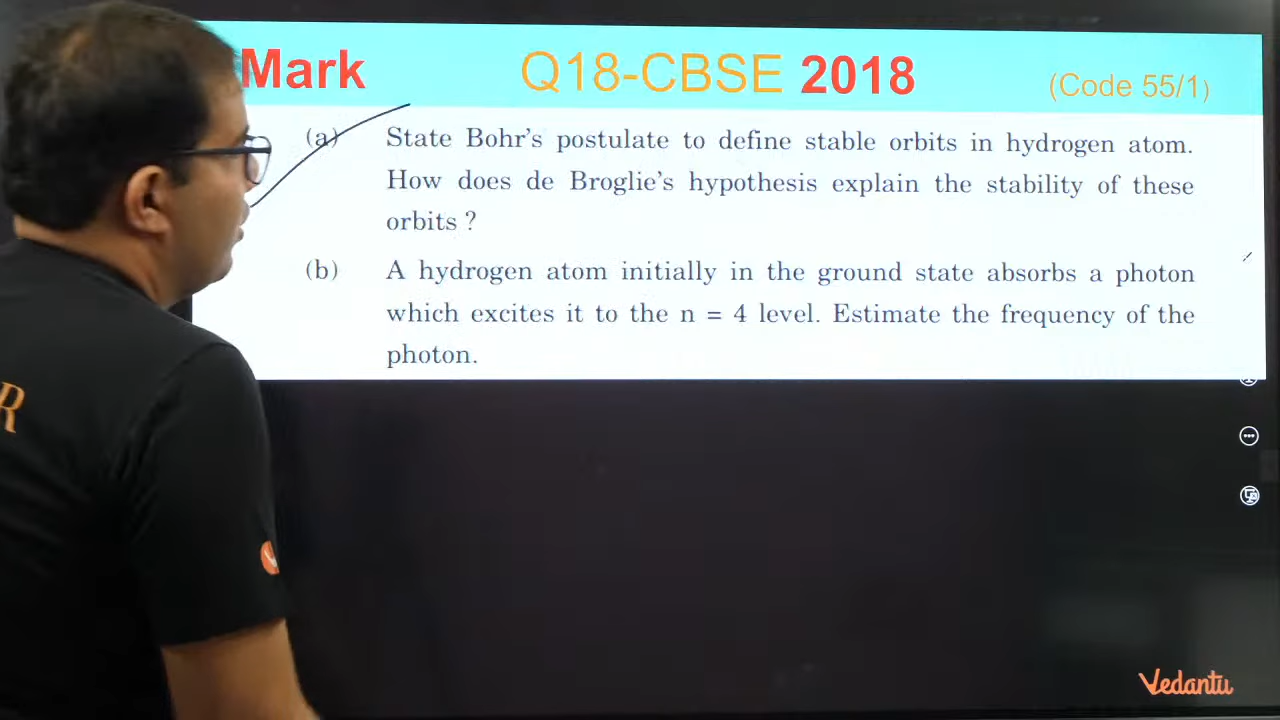 Mark Q18-CBSE 2018 (Code 55/1)
(a) State Bohr's postulate to define stable orbits in hydrogen atom.
How does de Broglie's hypothesis explain the stability of these
orbits ?
(b) A hydrogen atom initially in the ground state absorbs a photon
which excites it to the n = 4 level. Estimate the frequency of the
photon.
R
Vedantu